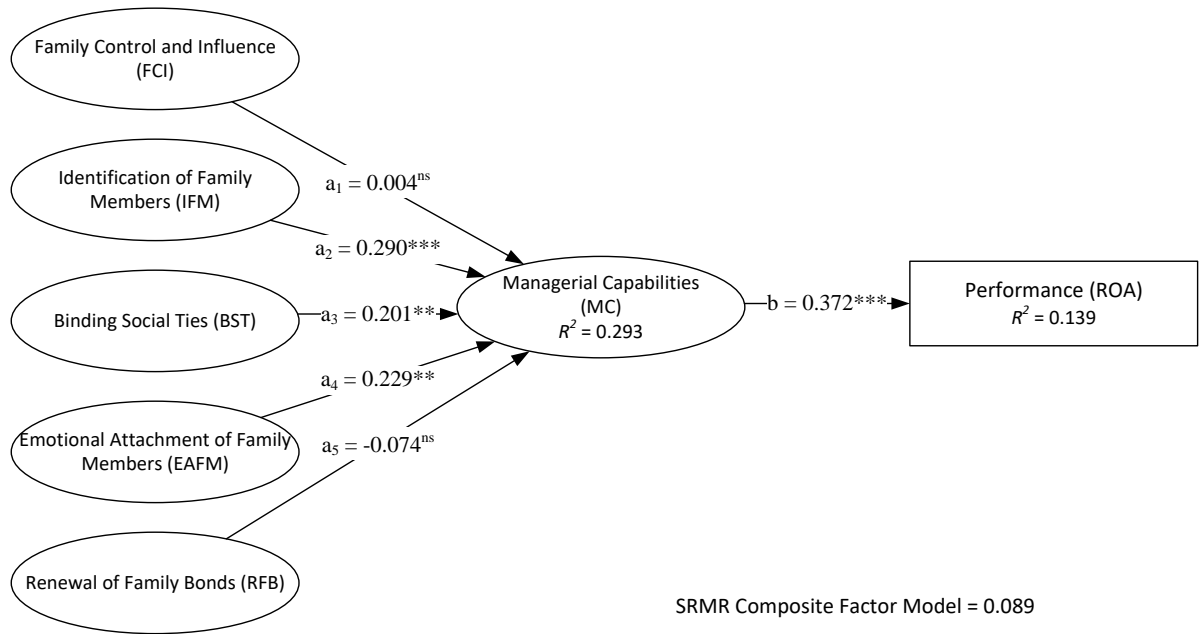 Family Control and Influence
(FCI)
a₁ = 0.004ⁿˢ
Identification of Family
Members (IFM)
a₂ = 0.290***
Managerial Capabilities
(MC)
R² = 0.293
b = 0.372***
Performance (ROA)
R² = 0.139
Binding Social Ties (BST)
a₃ = 0.201**
a₄ = 0.229**
Emotional Attachment of Family
Members (EAFM)
a₅ = -0.074ⁿˢ
Renewal of Family Bonds (RFB)
SRMR Composite Factor Model = 0.089